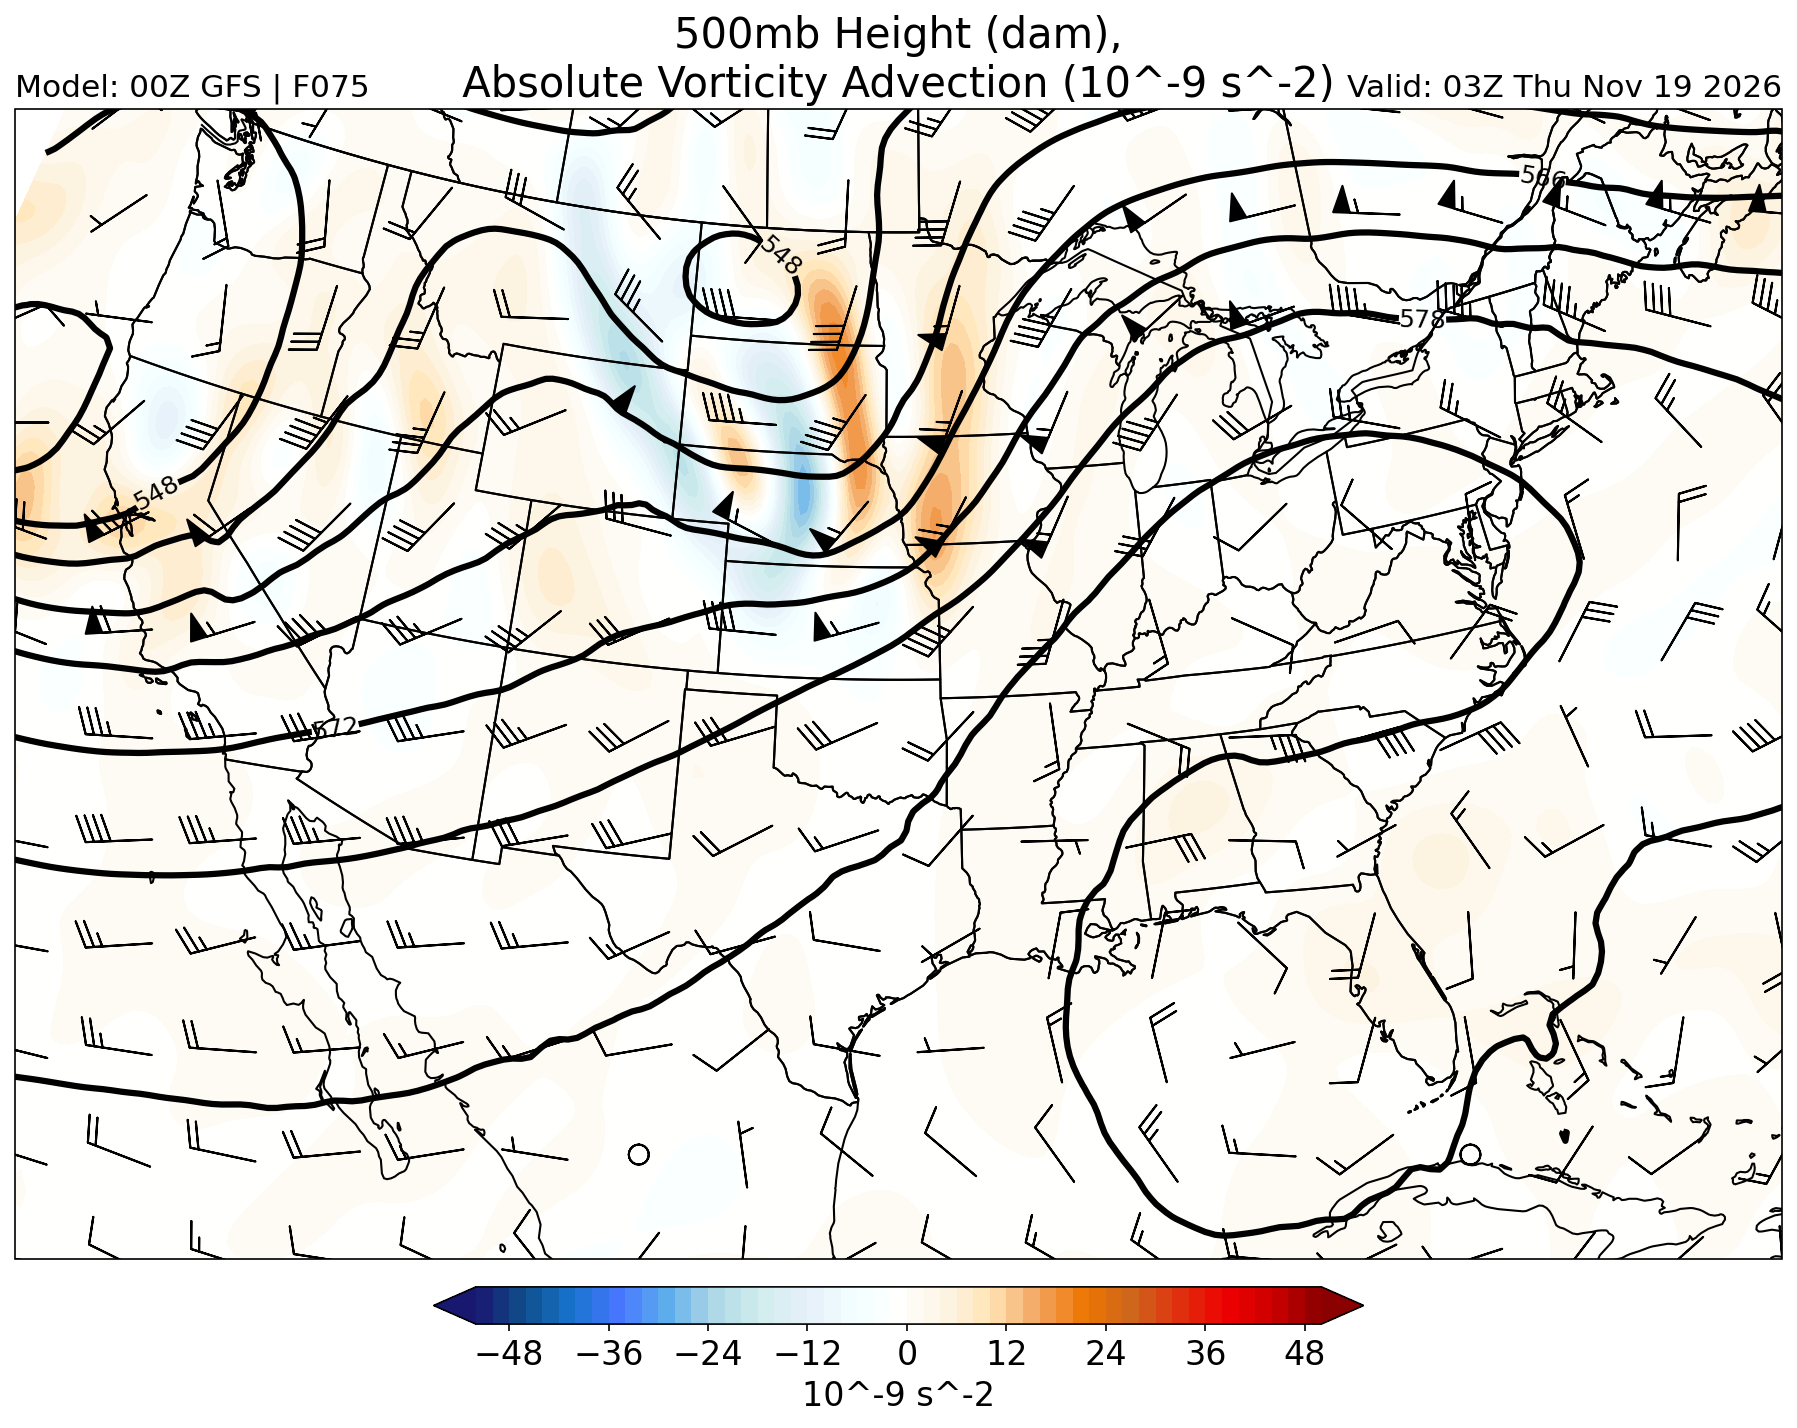 500mb Height (dam),
Model: 00Z GFS | F075
Absolute Vorticity Advection (10^-9 s^-2)
Valid: 03Z Thu Nov 19 2026
566
548
578
548
572
−48
−36
−24
−12
0
12
24
36
48
10^-9 s^-2